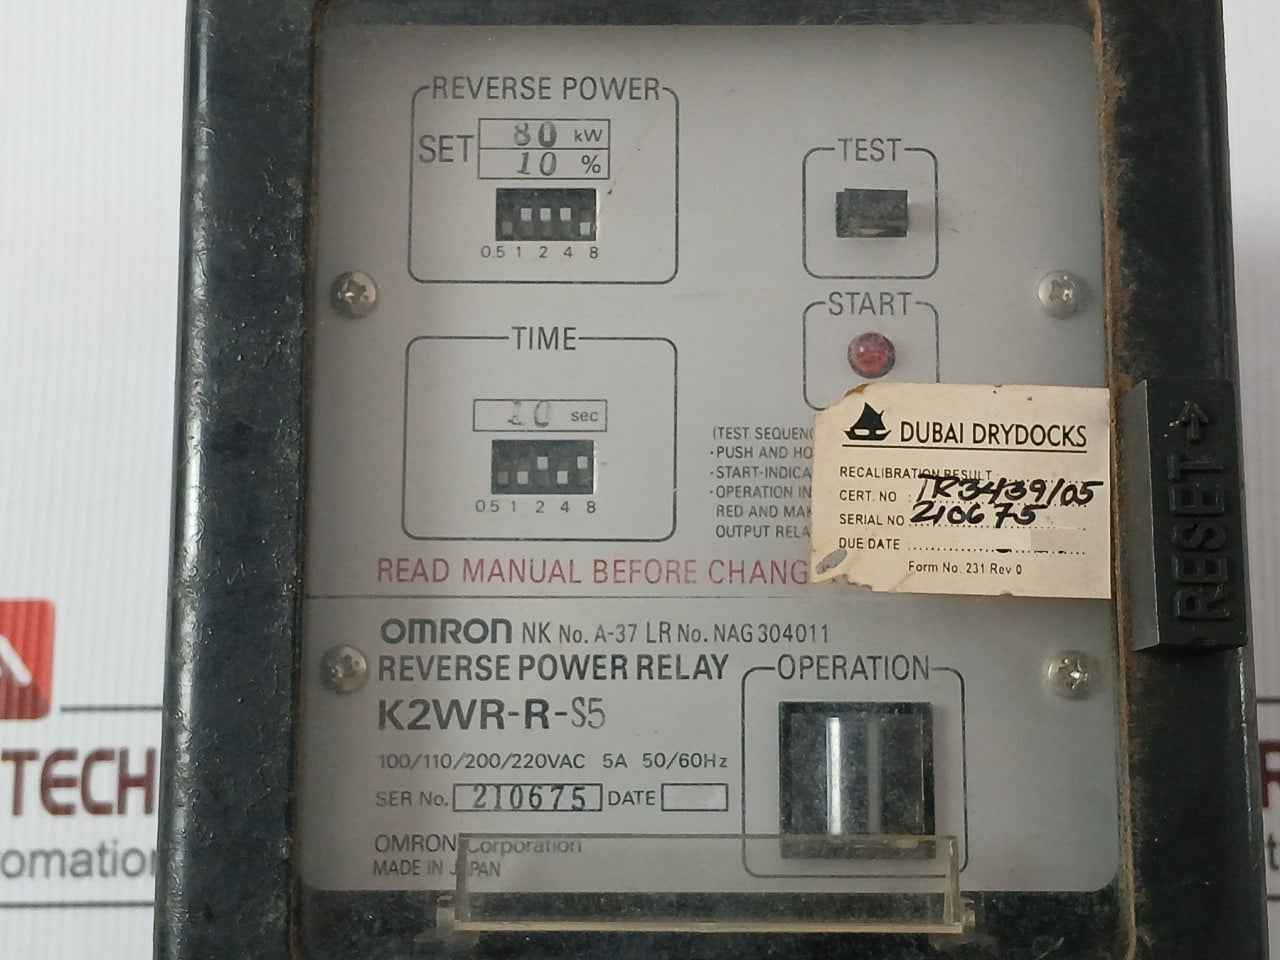 REVERSE POWER
SET 80 kW
10 %
0.5 1 2 4 8
TEST
START
TIME
10 sec
0.5 1 2 4 8
(TEST SEQUENC
·PUSH AND HO
·START-INDICA
·OPERATION IN
RED AND MAK
OUTPUT RELA
DUBAI DRYDOCKS
RECALIBRATION RESULT
CERT. NO : TR3439/05
SERIAL NO 210675
DUE DATE
Form No. 231 Rev 0
READ MANUAL BEFORE CHANG
RESET
OMRON NK No. A-37 LR No. NAG304011
REVERSE POWER RELAY
K2WR-R-S5
100/110/200/220VAC 5A 50/60Hz
SER No. 210675 DATE
OMRON Corporation
MADE IN JAPAN
OPERATION
TECH
omation